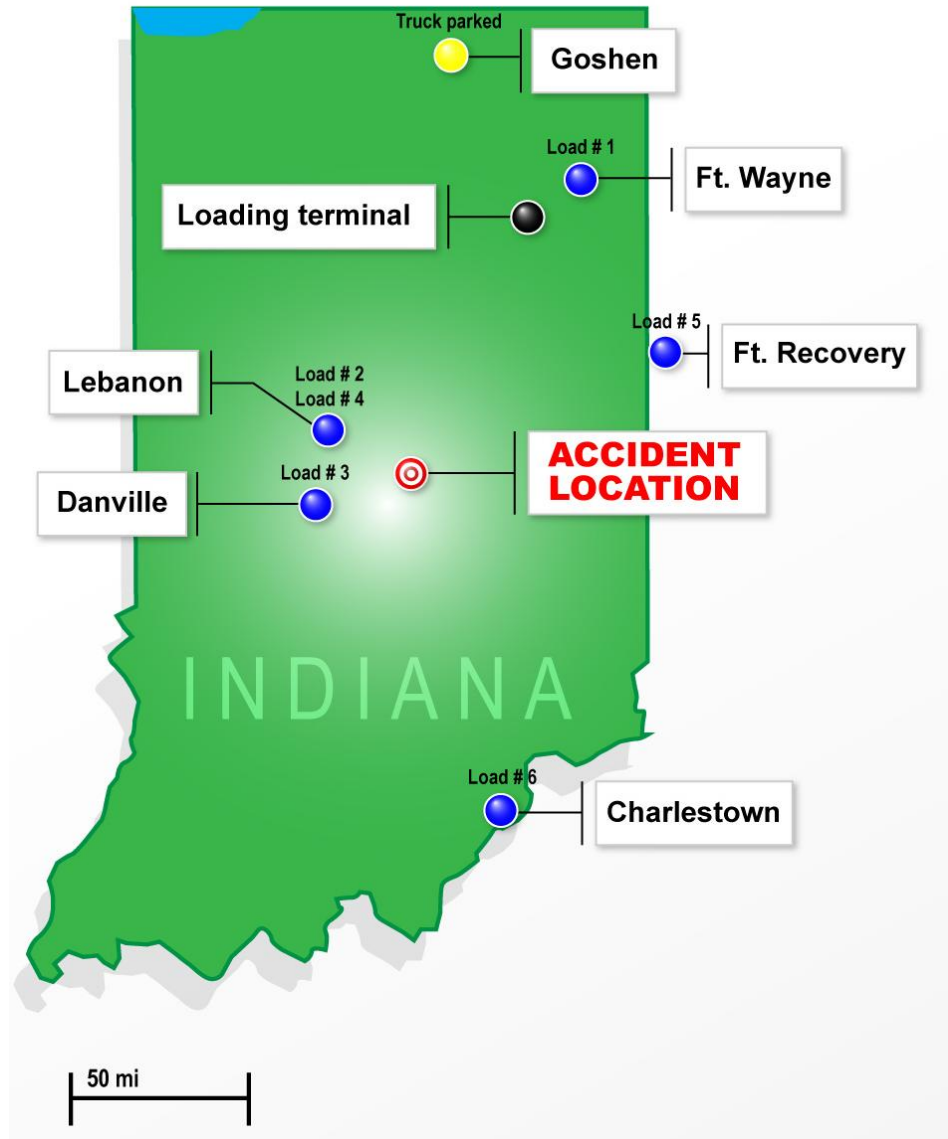 Truck parked
Goshen
Load # 1
Ft. Wayne
Loading terminal
Load # 5
Ft. Recovery
Lebanon
Load # 2
Load # 4
ACCIDENT
LOCATION
Load # 3
Danville
INDIANA
Load # 6
Charlestown
50 mi